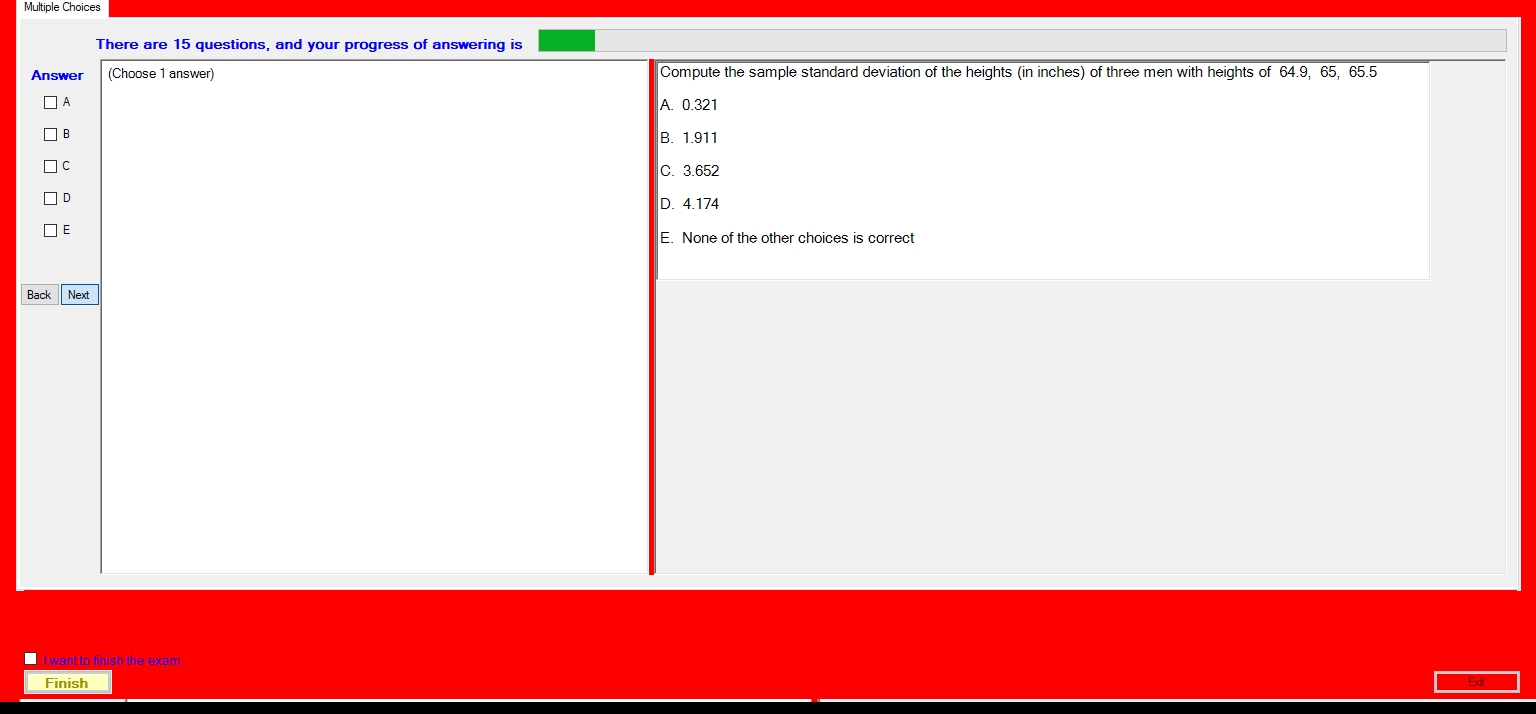 Multiple Choices
There are 15 questions, and your progress of answering is
Answer
(Choose 1 answer)
A
B
C
D
E
Back Next
Compute the sample standard deviation of the heights (in inches) of three men with heights of 64.9, 65, 65.5
A. 0.321
B. 1.911
C. 3.652
D. 4.174
E. None of the other choices is correct
I want to finish the exam.
Finish
Exit